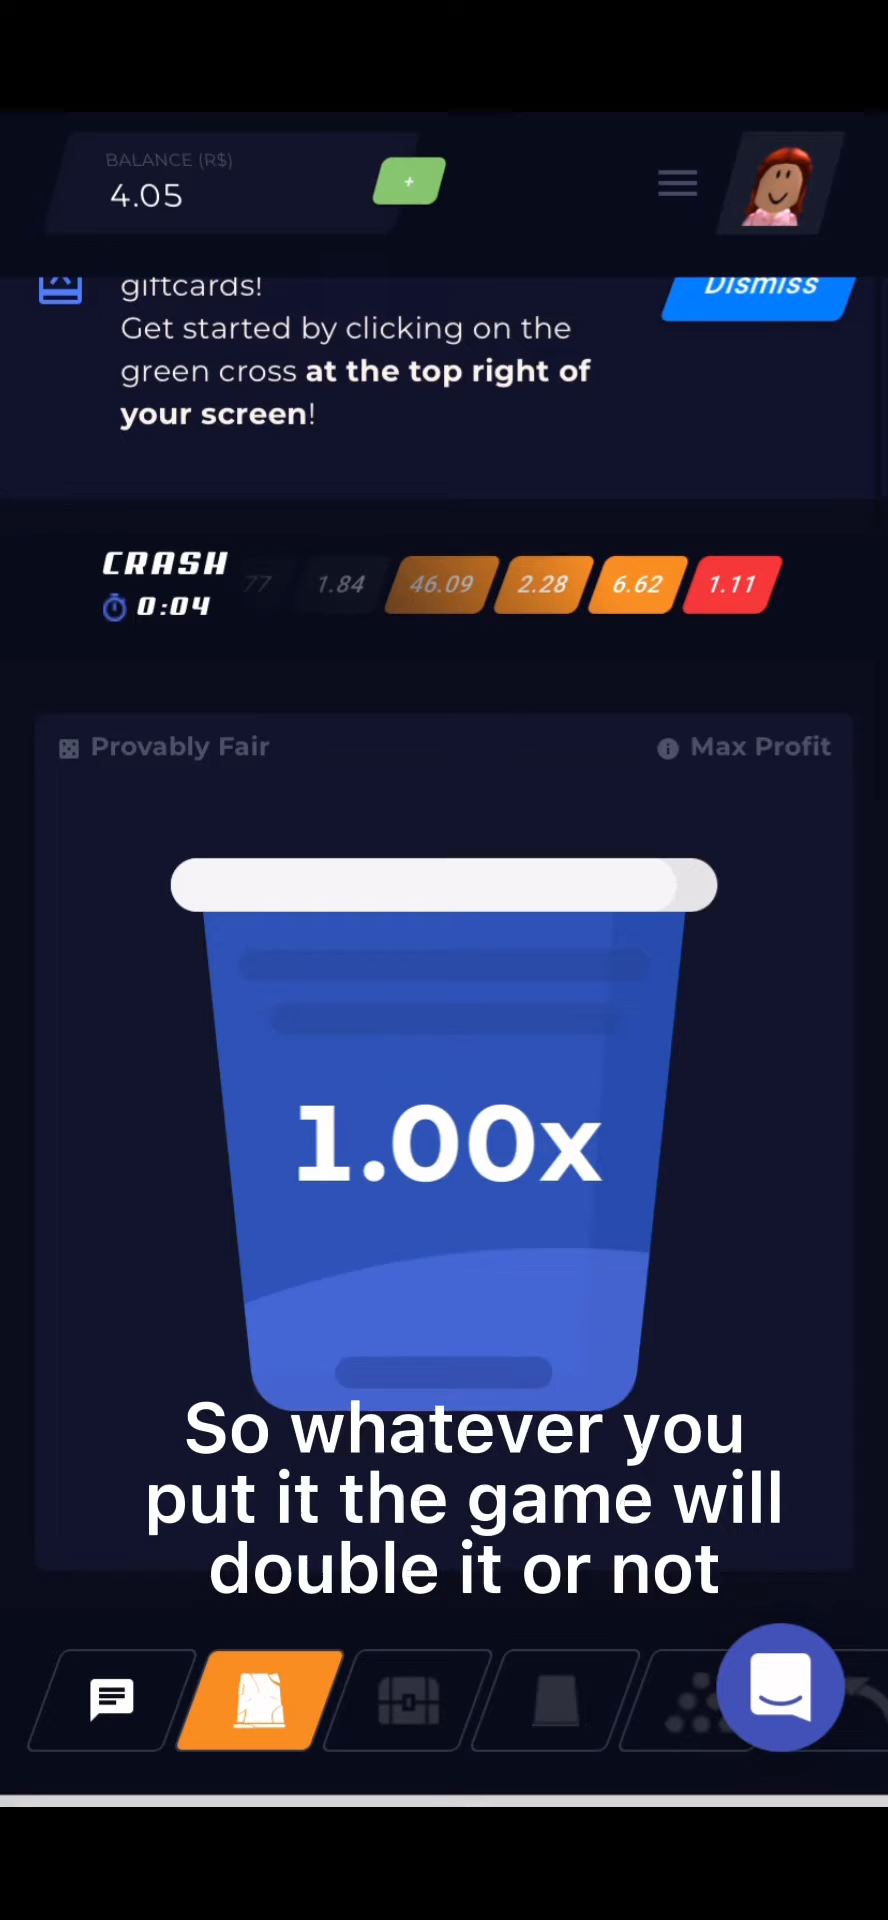 BALANCE (R$)
4.05
+
giftcards!
Dismiss
Get started by clicking on the
green cross at the top right of
your screen!
CRASH
0:04
77 1.84 46.09 2.28 6.62 1.11
Provably Fair
Max Profit
1.00x
So whatever you
put it the game will
double it or not